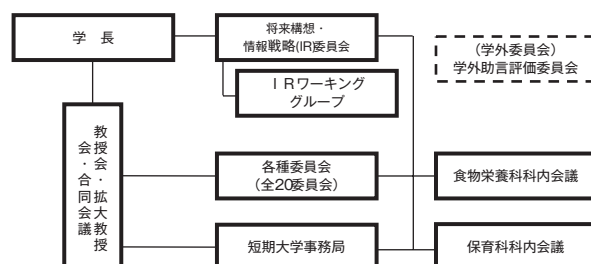 学 長
将来構想・
情報戦略(IR)委員会
(学外委員会)
学外助言評価委員会
ＩＲワーキング
グループ
教授会・拡大教授
会・合同会議
各種委員会
(全20委員会)
食物栄養科科内会議
短期大学事務局
保育科科内会議